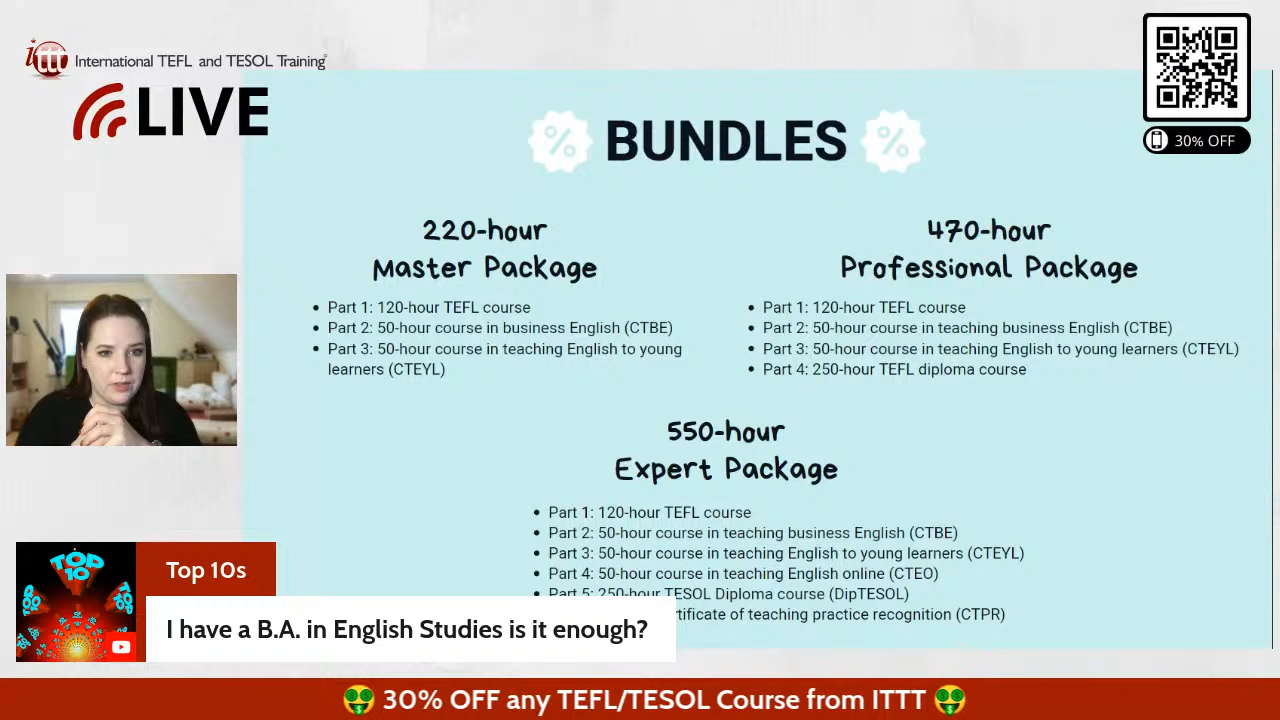 ittt International TEFL and TESOL Training
LIVE
30% OFF
BUNDLES
220-hour
Master Package
• Part 1: 120-hour TEFL course
• Part 2: 50-hour course in business English (CTBE)
• Part 3: 50-hour course in teaching English to young
learners (CTEYL)
470-hour
Professional Package
• Part 1: 120-hour TEFL course
• Part 2: 50-hour course in teaching business English (CTBE)
• Part 3: 50-hour course in teaching English to young learners (CTEYL)
• Part 4: 250-hour TEFL diploma course
550-hour
Expert Package
• Part 1: 120-hour TEFL course
• Part 2: 50-hour course in teaching business English (CTBE)
• Part 3: 50-hour course in teaching English to young learners (CTEYL)
• Part 4: 50-hour course in teaching English online (CTEO)
• Part 5: 250-hour TESOL Diploma course (DipTESOL)
of teaching practice recognition (CTPR)
TOP 10
Top 10s
I have a B.A. in English Studies is it enough?
🤑 30% OFF any TEFL/TESOL Course from ITTT 🤑